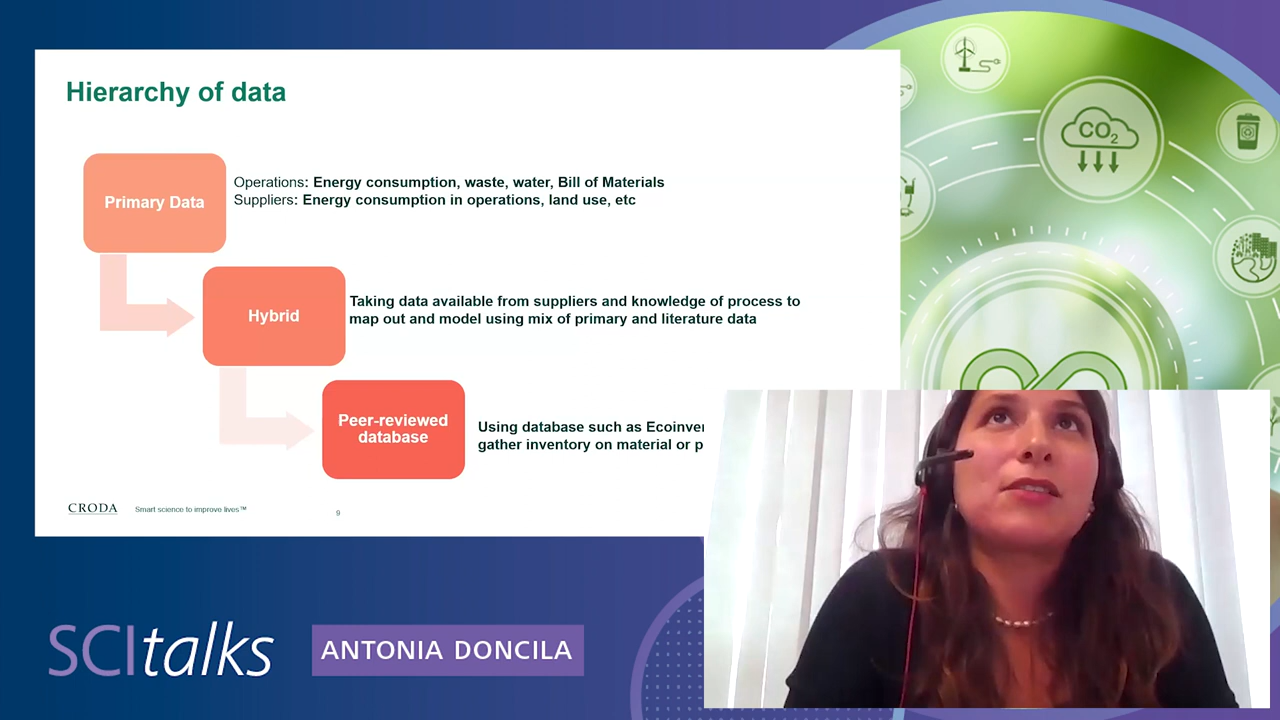 Hierarchy of data
Primary Data
Operations: Energy consumption, waste, water, Bill of Materials
Suppliers: Energy consumption in operations, land use, etc
Hybrid
Taking data available from suppliers and knowledge of process to
map out and model using mix of primary and literature data
Peer-reviewed
database
Using database such as
gather inventory on material or
CRODA
Smart science to improve lives™
9
CO2
SCItalks
ANTONIA DONCILA